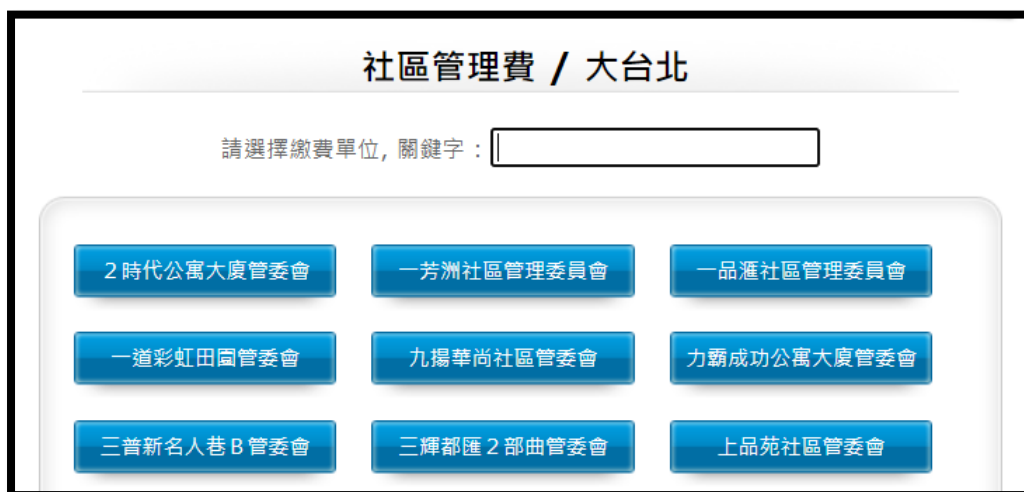 社區管理費 / 大台北
請選擇繳費單位, 關鍵字：
２時代公寓大廈管委會
一芳洲社區管理委員會
一品滙社區管理委員會
一道彩虹田園管委會
九揚華尚社區管委會
力霸成功公寓大廈管委會
三普新名人巷Ｂ管委會
三輝都匯２部曲管委會
上品苑社區管委會